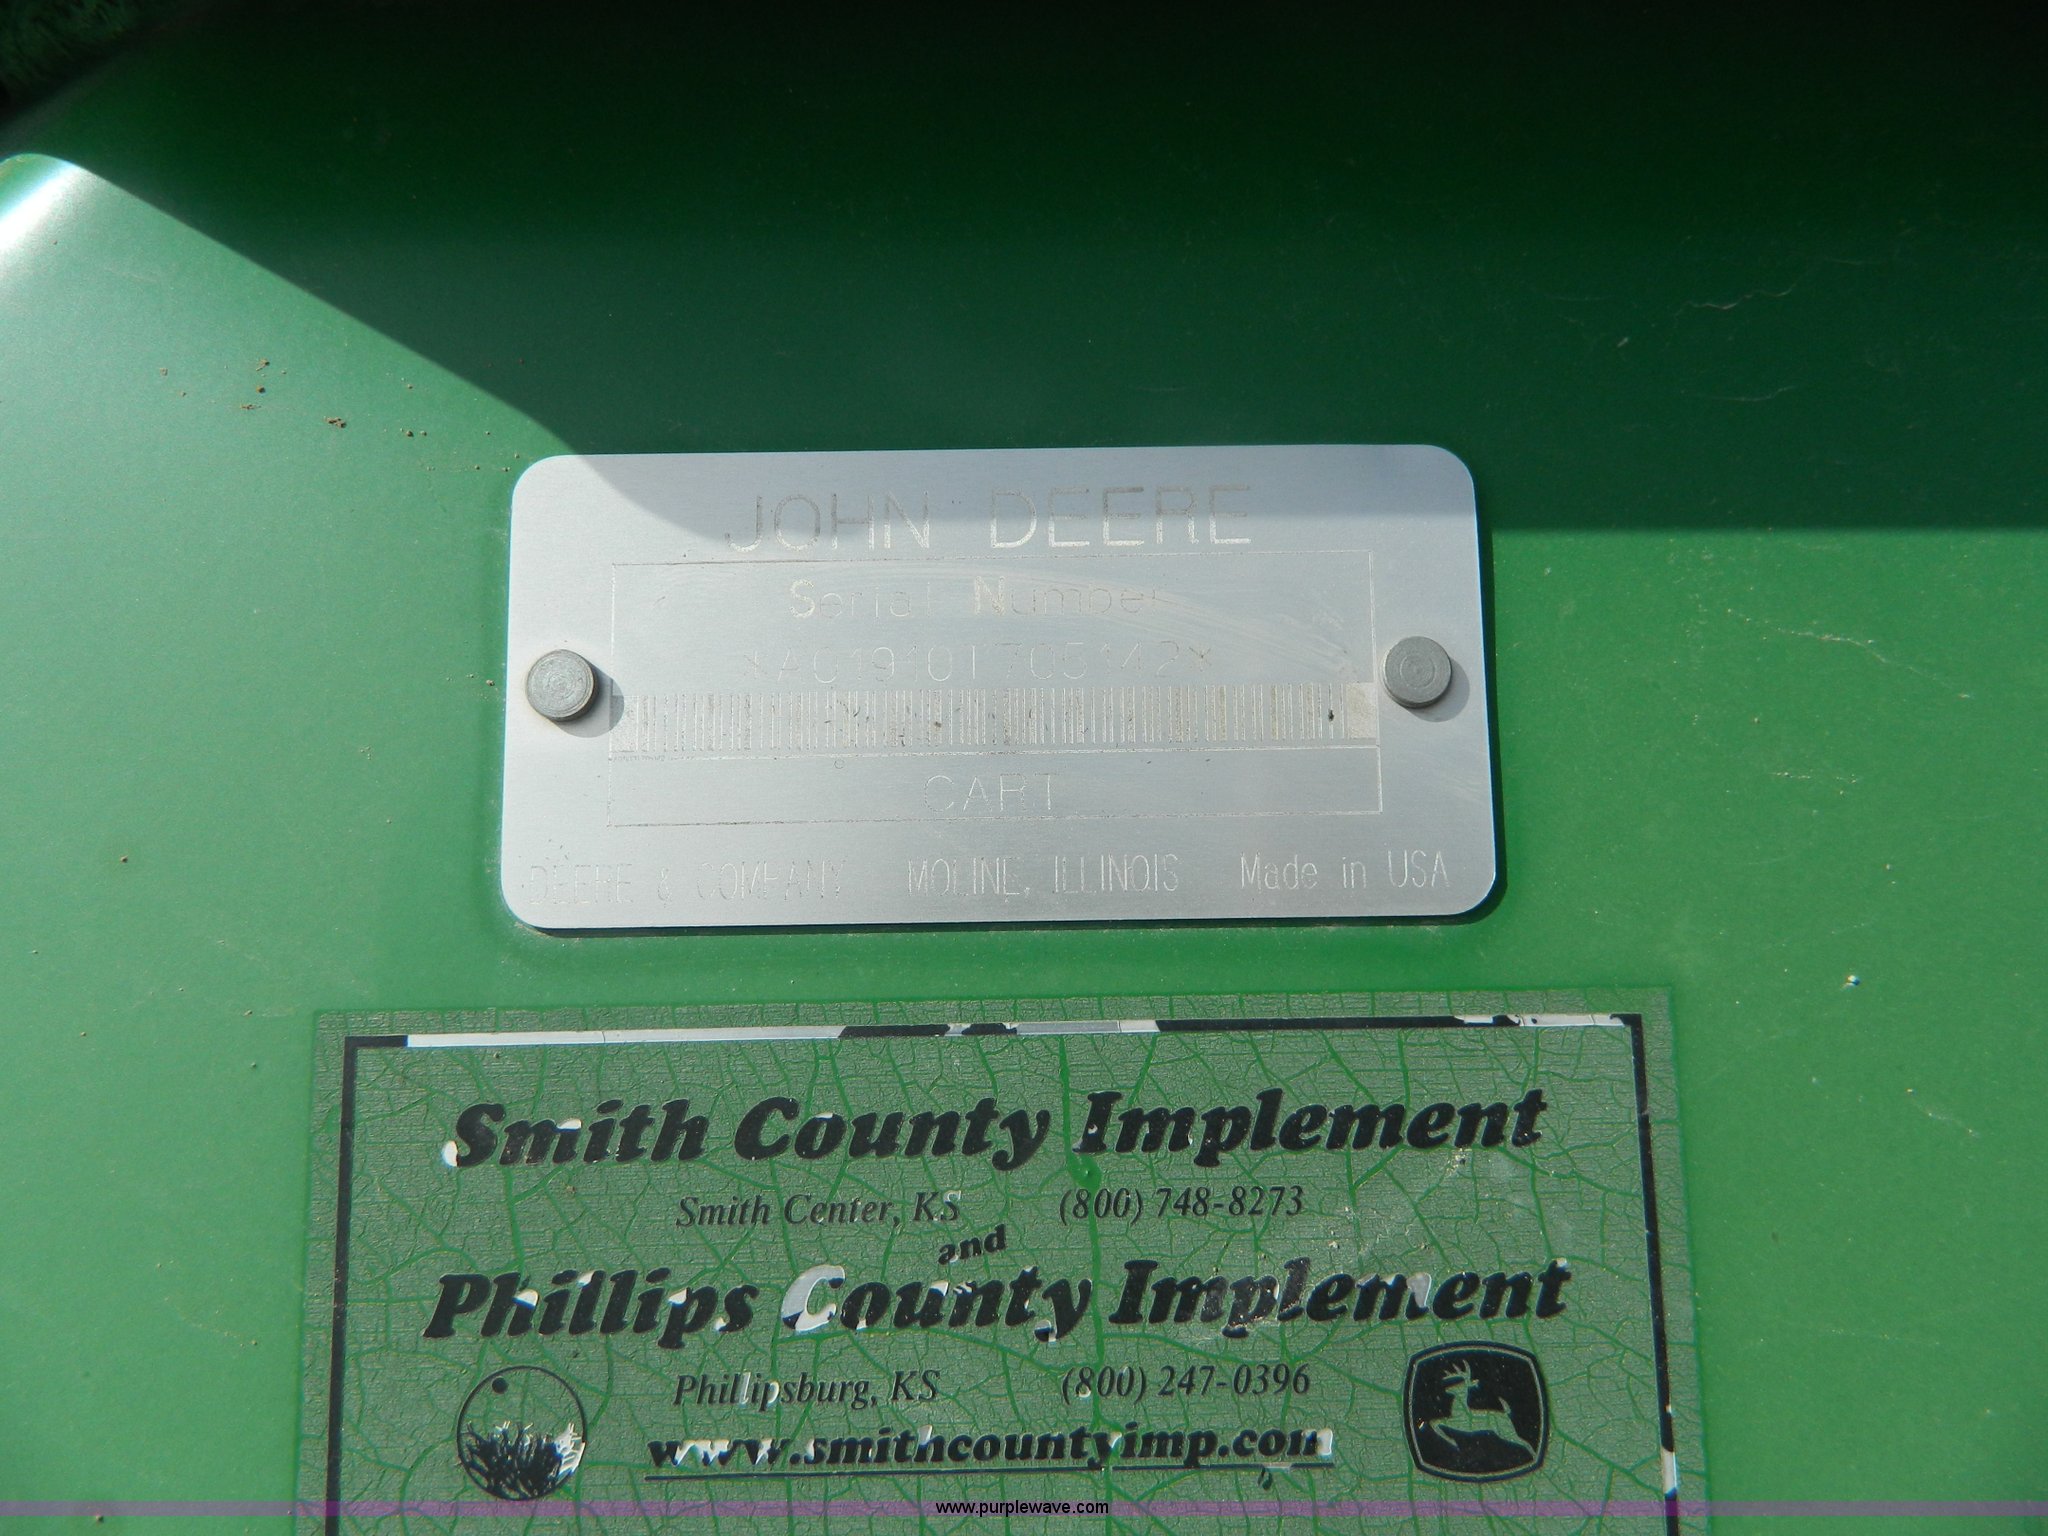 JOHN DEERE
Serial Number
*A01910T705142*
CART
DEERE & COMPANY MOLINE, ILLINOIS Made in USA
Smith County Implement
Smith Center, KS (800) 748-8273
and
Phillips County Implement
Phillipsburg, KS (800) 247-0396
www.smithcountyimp.com
www.purplewave.com